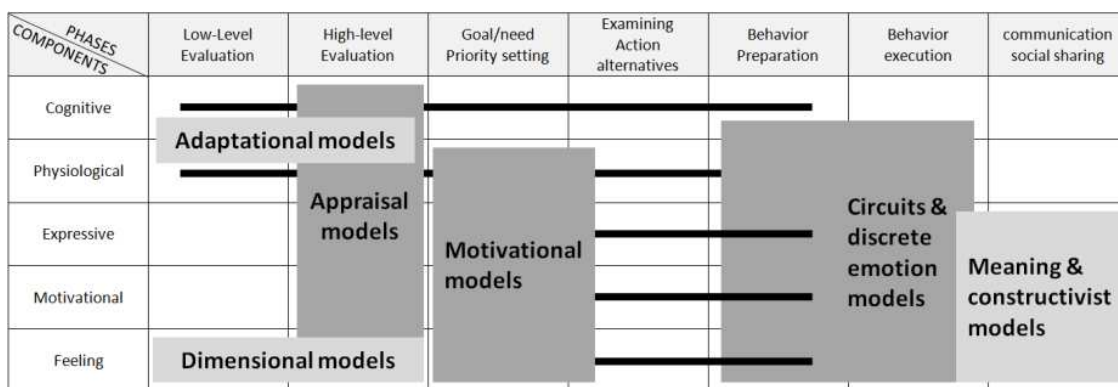 PHASES
COMPONENTS
Low-Level
Evaluation
High-level
Evaluation
Goal/need
Priority setting
Examining
Action
alternatives
Behavior
Preparation
Behavior
execution
communication
social sharing
Cognitive
Adaptational models
Physiological
Appraisal
models
Expressive
Motivational
models
Circuits &
discrete
emotion
models
Meaning &
constructivist
models
Motivational
Feeling
Dimensional models